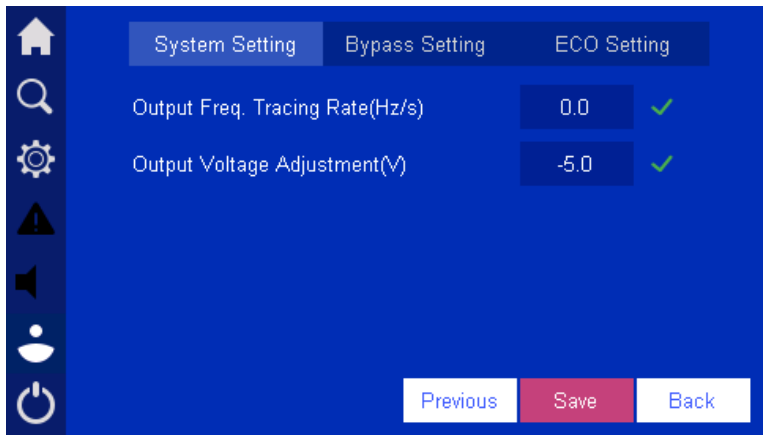 System Setting Bypass Setting ECO Setting
Output Freq. Tracing Rate(Hz/s) 0.0
Output Voltage Adjustment(V) -5.0
Previous Save Back